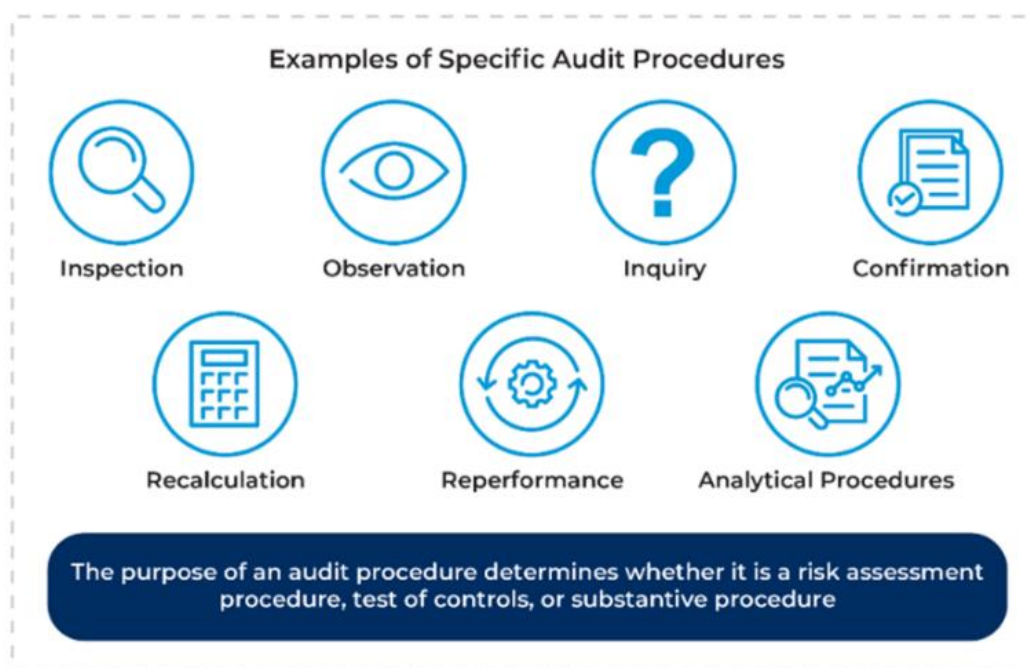 Examples of Specific Audit Procedures
Inspection
Observation
Inquiry
Confirmation
Recalculation
Reperformance
Analytical Procedures
The purpose of an audit procedure determines whether it is a risk assessment
procedure, test of controls, or substantive procedure